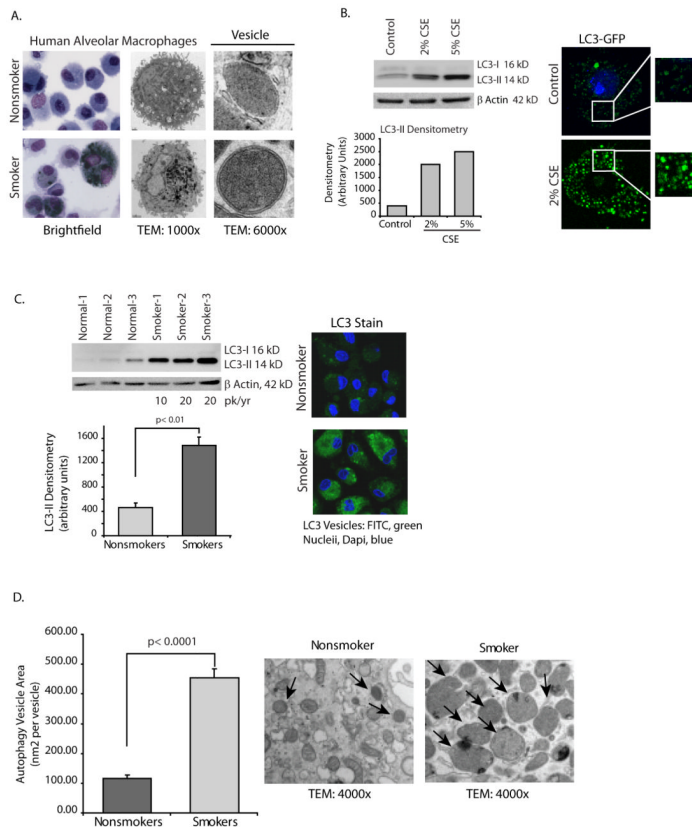 A.
Human Alveolar Macrophages
Vesicle
Nonsmoker
Smoker
Brightfield
TEM: 1000x
TEM: 6000x
B.
Control
2% CSE
5% CSE
LC3-I 16 kD
LC3-II 14 kD
β Actin 42 kD
LC3-II Densitometry
Densitometry
(Arbitrary Units)
3000
2500
2000
1500
1000
500
0
Control
2%
5%
CSE
LC3-GFP
Control
2% CSE
C.
Normal-1
Normal-2
Normal-3
Smoker-1
Smoker-2
Smoker-3
LC3-I 16 kD
LC3-II 14 kD
β Actin, 42 kD
10 20 20
pk/yr
p< 0.01
LC3-II Densitometry
(arbitrary units)
1600
1200
800
400
0
Nonsmokers
Smokers
LC3 Stain
Nonsmoker
Smoker
LC3 Vesicles: FITC, green
Nucleii, Dapi, blue
D.
Autophagy Vesicle Area
(nm2 per vesicle)
600.00
500.00
400.00
300.00
200.00
100.00
0.00
p< 0.0001
Nonsmokers
Smokers
Nonsmoker
Smoker
TEM: 4000x
TEM: 4000x